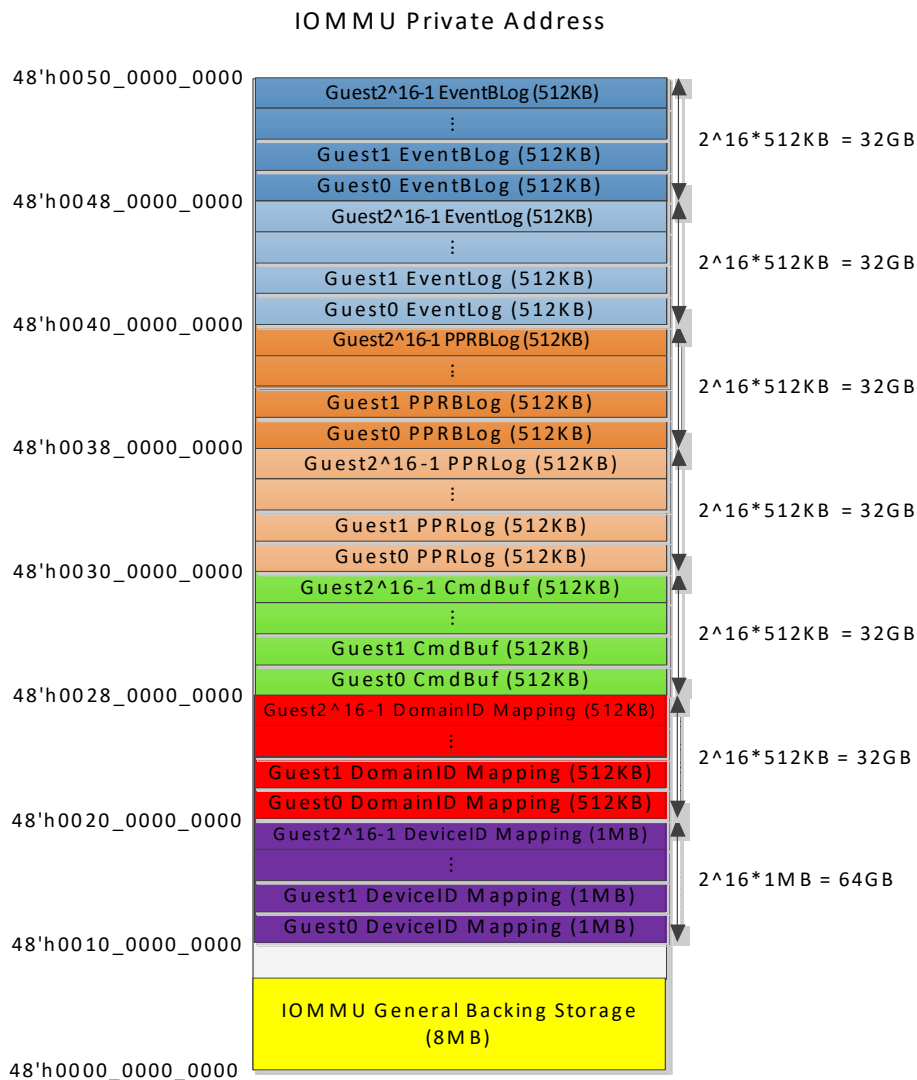 IOMMU Private Address
48'h0050_0000_0000
Guest2^16-1 EventBLog (512KB)
⋮
2^16*512KB = 32GB
Guest1 EventBLog (512KB)
Guest0 EventBLog (512KB)
48'h0048_0000_0000
Guest2^16-1 EventLog (512KB)
⋮
2^16*512KB = 32GB
Guest1 EventLog (512KB)
Guest0 EventLog (512KB)
48'h0040_0000_0000
Guest2^16-1 PPRBLog (512KB)
⋮
2^16*512KB = 32GB
Guest1 PPRBLog (512KB)
Guest0 PPRBLog (512KB)
48'h0038_0000_0000
Guest2^16-1 PPRLog (512KB)
⋮
2^16*512KB = 32GB
Guest1 PPRLog (512KB)
Guest0 PPRLog (512KB)
48'h0030_0000_0000
Guest2^16-1 CmdBuf (512KB)
⋮
2^16*512KB = 32GB
Guest1 CmdBuf (512KB)
Guest0 CmdBuf (512KB)
48'h0028_0000_0000
Guest2^16-1 DomainID Mapping (512KB)
⋮
2^16*512KB = 32GB
Guest1 DomainID Mapping (512KB)
Guest0 DomainID Mapping (512KB)
48'h0020_0000_0000
Guest2^16-1 DeviceID Mapping (1MB)
⋮
2^16*1MB = 64GB
Guest1 DeviceID Mapping (1MB)
Guest0 DeviceID Mapping (1MB)
48'h0010_0000_0000
IOMMU General Backing Storage
(8MB)
48'h0000_0000_0000